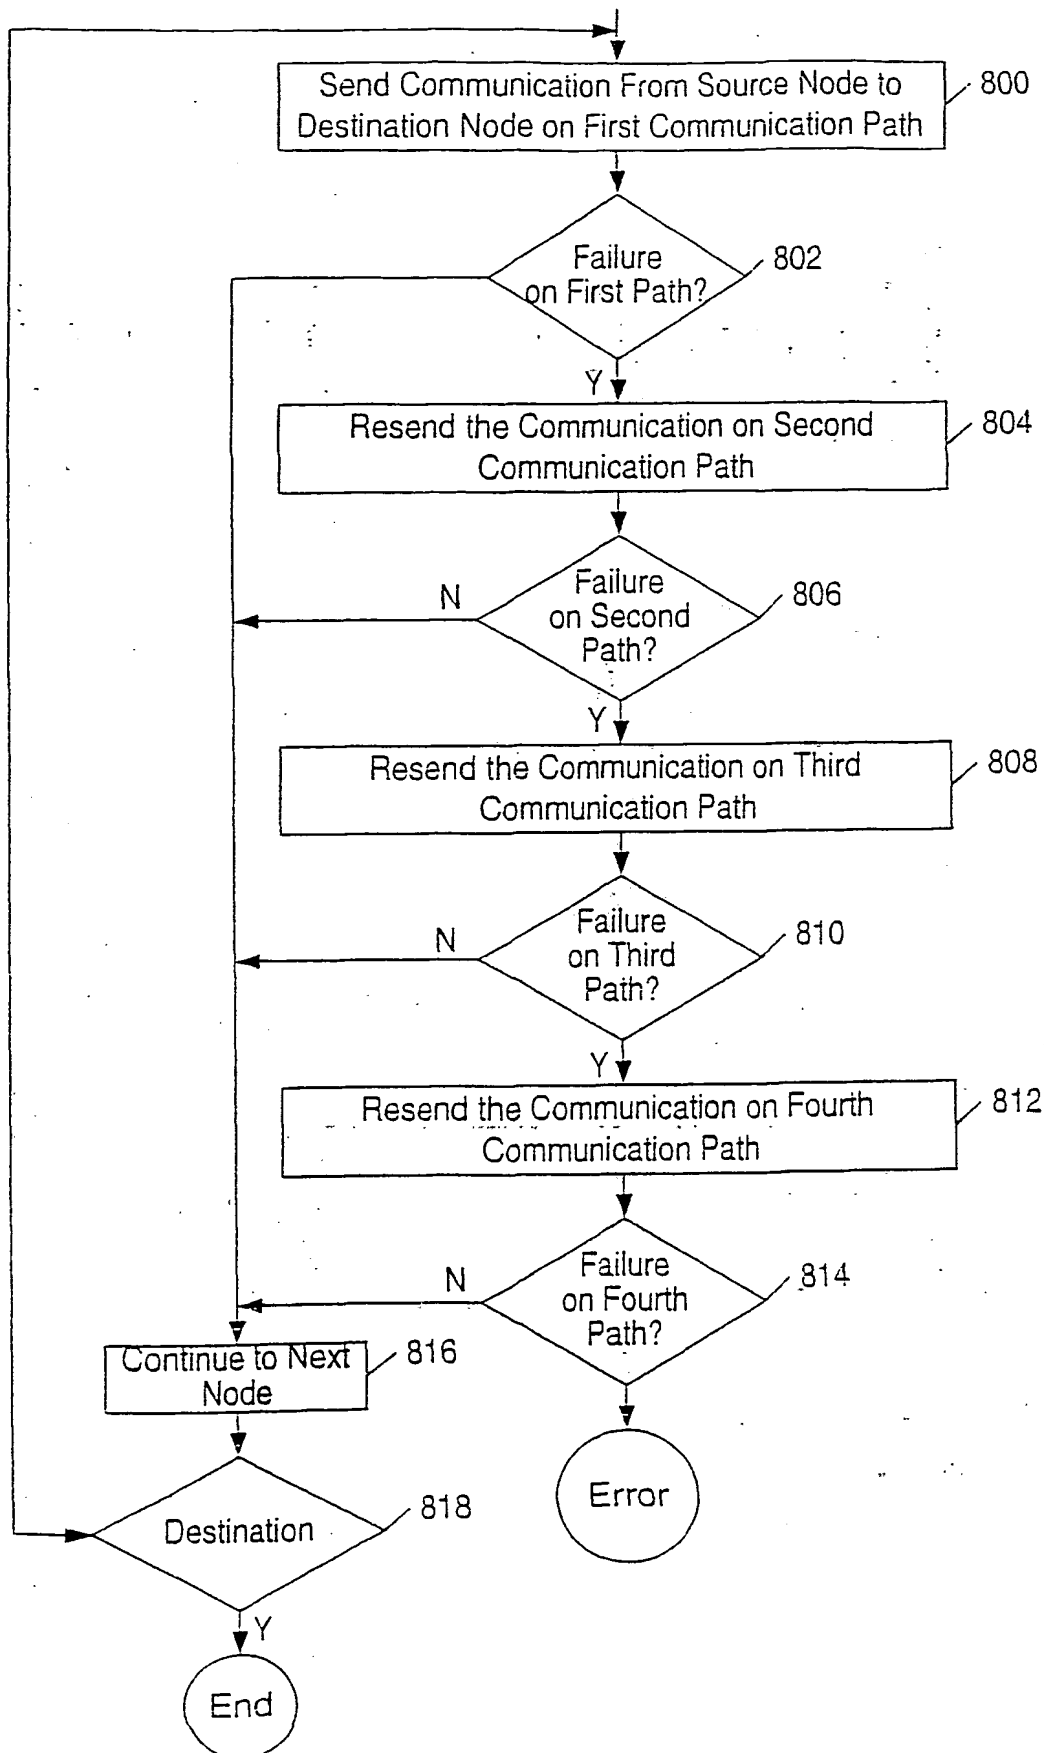 Send Communication From Source Node to
Destination Node on First Communication Path
800
Failure
on First Path?
802
Y
Resend the Communication on Second
Communication Path
804
Failure
on Second
Path?
806
N
Y
Resend the Communication on Third
Communication Path
808
Failure
on Third
Path?
810
N
Y
Resend the Communication on Fourth
Communication Path
812
Failure
on Fourth
Path?
814
N
Continue to Next
Node
816
Error
Destination
818
Y
End